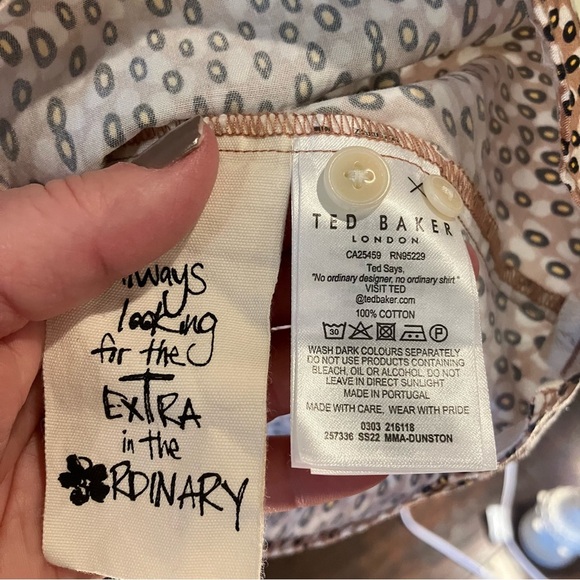 Always
looking
for the
EXTRA
in the
ORDINARY
X
TED BAKER
LONDON
CA25459 RN95229
Ted Says,
"No ordinary designer, no ordinary shirt"
VISIT TED
@tedbaker.com
100% COTTON
30
P
WASH DARK COLOURS SEPARATELY
DO NOT USE PRODUCTS CONTAINING
BLEACH, OIL OR ALCOHOL. DO NOT
LEAVE IN DIRECT SUNLIGHT
MADE IN PORTUGAL
MADE WITH CARE, WEAR WITH PRIDE
0303 216118
257336 SS22 MMA-DUNSTON